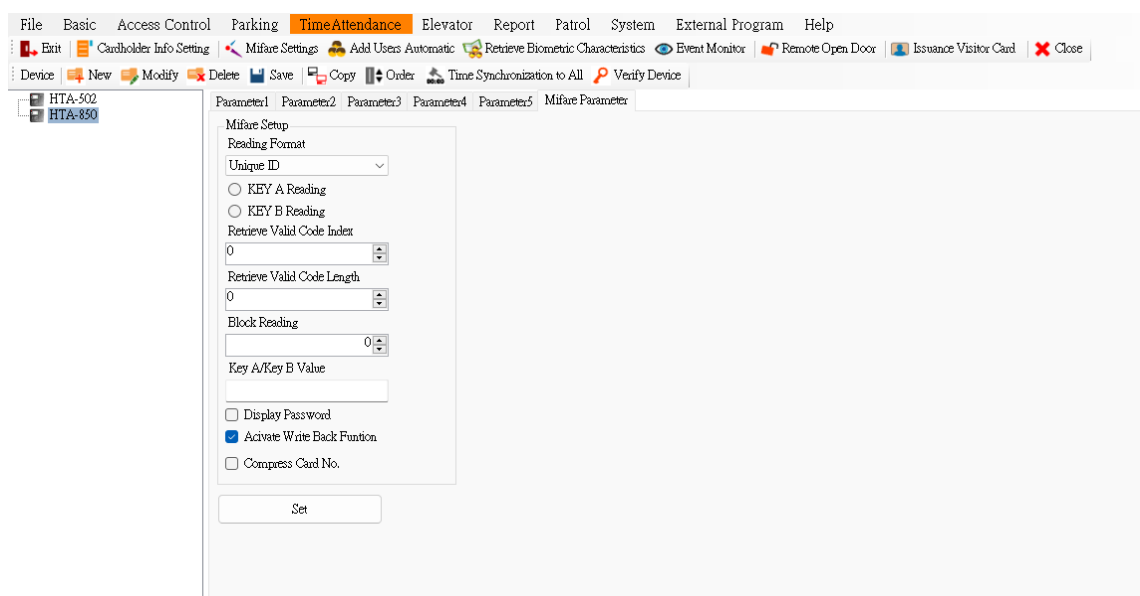 File Basic Access Control Parking TimeAttendance Elevator Report Patrol System External Program Help
Exit Cardholder Info Setting Mifare Settings Add Users Automatic Retrieve Biometric Characteristics Event Monitor Remote Open Door Issuance Visitor Card Close
Device New Modify Delete Save Copy Order Time Synchronization to All Verify Device
HTA-502
HTA-850
Parameter1 Parameter2 Parameter3 Parameter4 Parameter5 Mifare Parameter
Mifare Setup
Reading Format
Unique ID
KEY A Reading
KEY B Reading
Retrieve Valid Code Index
0
Retrieve Valid Code Length
0
Block Reading
0
Key A/Key B Value
Display Password
Acivate Write Back Funtion
Compress Card No.
Set